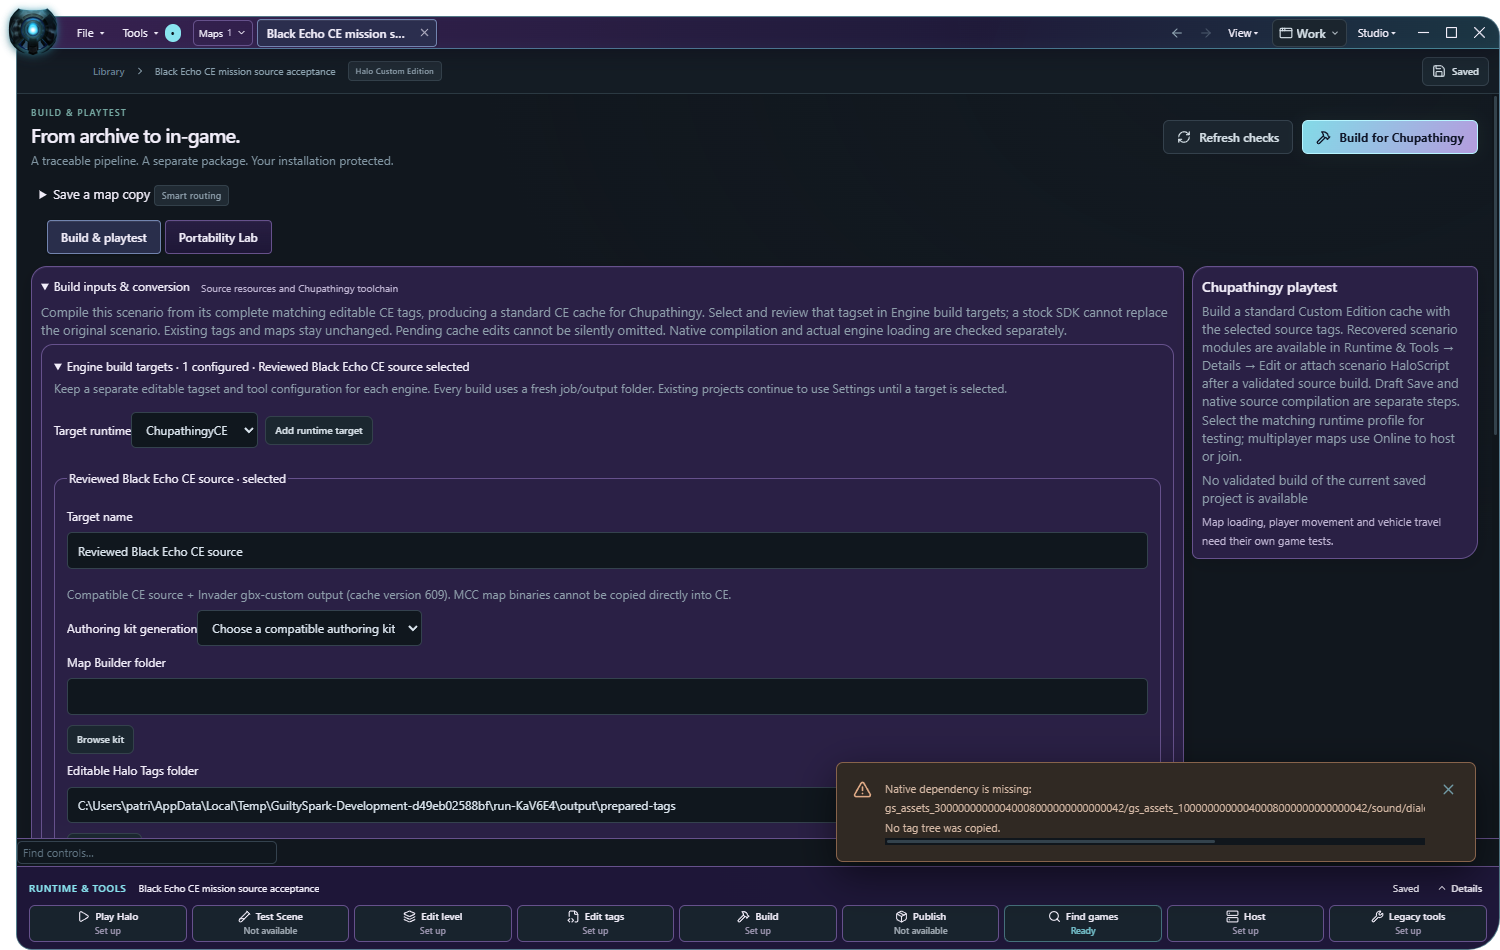 File
Tools
Maps 1
Black Echo CE mission s...
View
Work
Studio
Library
Black Echo CE mission source acceptance
Halo Custom Edition
Saved
BUILD & PLAYTEST
From archive to in-game.
A traceable pipeline. A separate package. Your installation protected.
Refresh checks
Build for Chupathingy
Save a map copy
Smart routing
Build & playtest
Portability Lab
Build inputs & conversion
Source resources and Chupathingy toolchain
Compile this scenario from its complete matching editable CE tags, producing a standard CE cache for Chupathingy. Select and review that tagset in Engine build targets; a stock SDK cannot replace
the original scenario. Existing tags and maps stay unchanged. Pending cache edits cannot be silently omitted. Native compilation and actual engine loading are checked separately.
Engine build targets · 1 configured · Reviewed Black Echo CE source selected
Keep a separate editable tagset and tool configuration for each engine. Every build uses a fresh job/output folder. Existing projects continue to use Settings until a target is selected.
Target runtime
ChupathingyCE
Add runtime target
Reviewed Black Echo CE source · selected
Target name
Reviewed Black Echo CE source
Compatible CE source + Invader gbx-custom output (cache version 609). MCC map binaries cannot be copied directly into CE.
Authoring kit generation
Choose a compatible authoring kit
Map Builder folder
Browse kit
Editable Halo Tags folder
C:\Users\patri\AppData\Local\Temp\GuiltySpark-Development-d49eb02588bf\run-KaV6E4\output\prepared-tags
Chupathingy playtest
Build a standard Custom Edition cache with
the selected source tags. Recovered scenario
modules are available in Runtime & Tools →
Details → Edit or attach scenario HaloScript
after a validated source build. Draft Save and
native source compilation are separate steps.
Select the matching runtime profile for
testing; multiplayer maps use Online to host
or join.
No validated build of the current saved
project is available
Map loading, player movement and vehicle travel
need their own game tests.
Native dependency is missing:
No tag tree was copied.
Find controls...
RUNTIME & TOOLS
Black Echo CE mission source acceptance
Saved
Details
Play Halo
Set up
Test Scene
Not available
Edit level
Set up
Edit tags
Set up
Build
Set up
Publish
Not available
Find games
Ready
Host
Set up
Legacy tools
Set up